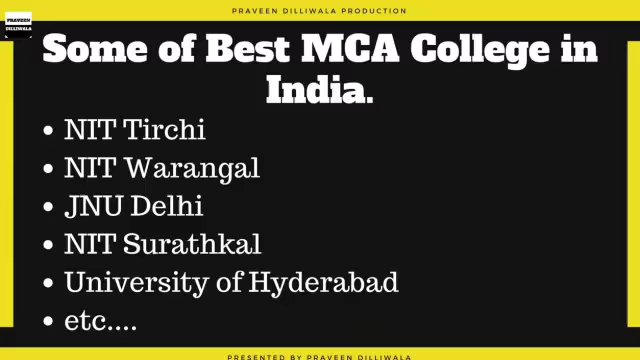 PRAVEEN DILLIWALA PRODUCTION
PRAVEEN
DILLIWALA
Some of Best MCA College in
India.
• NIT Tirchi
• NIT Warangal
• JNU Delhi
• NIT Surathkal
• University of Hyderabad
• etc....
PRESENTED BY PRAVEEN DILLIWALA